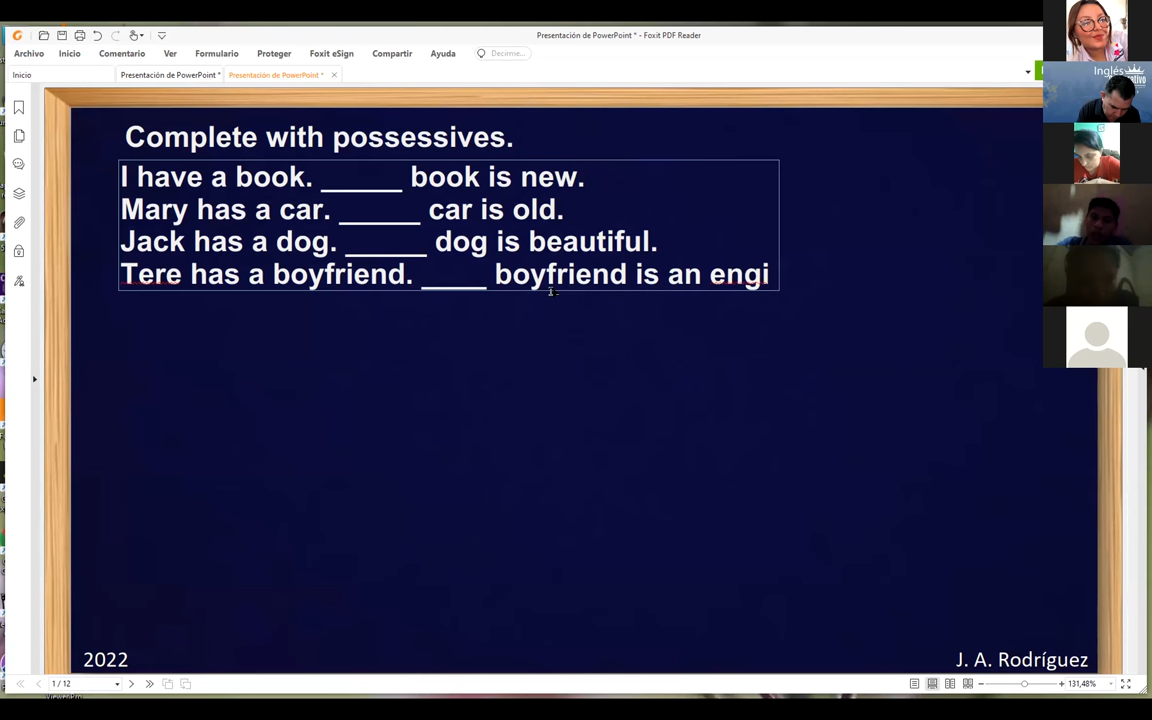 Presentación de PowerPoint * - Foxit PDF Reader
Archivo Inicio Comentario Ver Formulario Proteger Foxit eSign Compartir Ayuda Decirme...
Inicio Presentación de PowerPoint * Presentación de PowerPoint *
Inglés
Complete with possessives.
I have a book. _____ book is new.
Mary has a car. _____ car is old.
Jack has a dog. _____ dog is beautiful.
Tere has a boyfriend. ____ boyfriend is an engi
2022
J. A. Rodríguez
1 / 12
131,48%